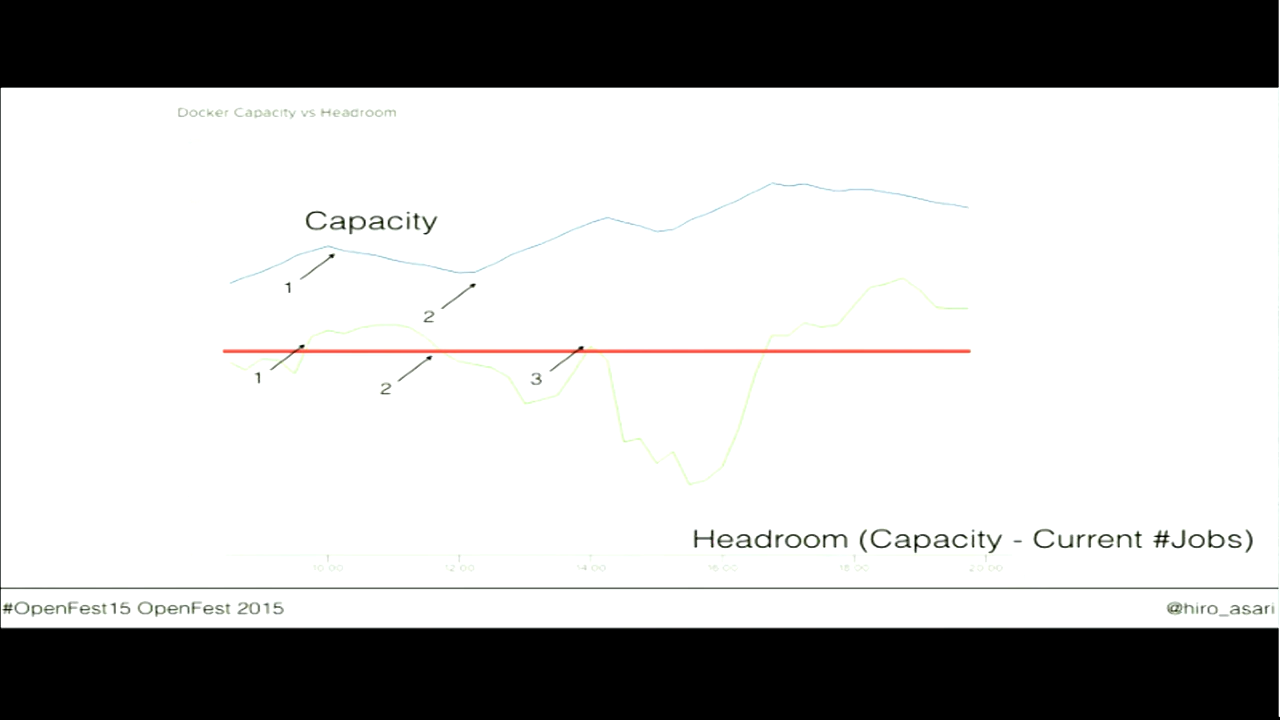 Docker Capacity vs Headroom
Capacity
1
2
1
2
3
Headroom (Capacity - Current #Jobs)
10:00 12:00 14:00 16:00 18:00 20:00
#OpenFest15 OpenFest 2015
@hiro_asari